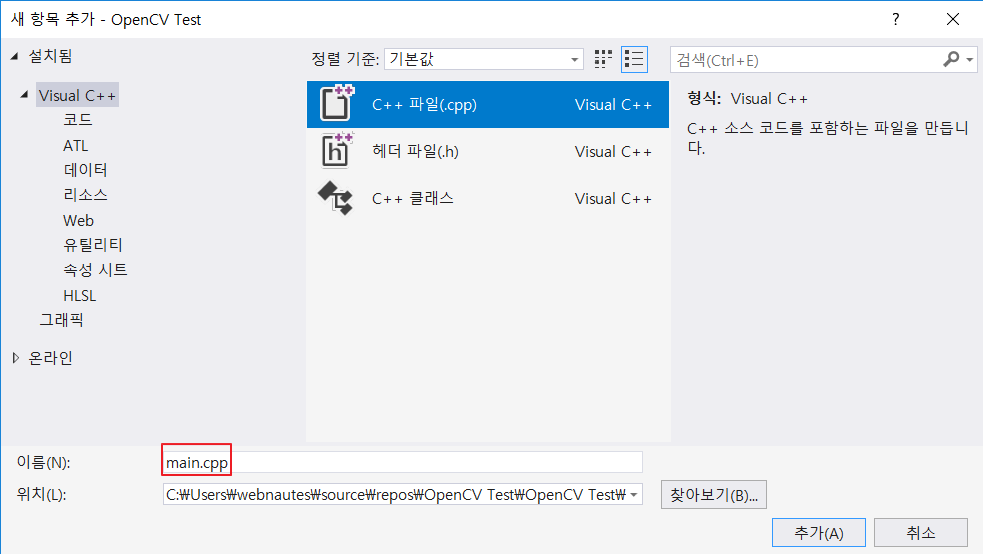 새 항목 추가 - OpenCV Test
설치됨
Visual C++
코드
ATL
데이터
리소스
Web
유틸리티
속성 시트
HLSL
그래픽
온라인
정렬 기준: 기본값
C++ 파일(.cpp) Visual C++
헤더 파일(.h) Visual C++
C++ 클래스 Visual C++
검색(Ctrl+E)
형식: Visual C++
C++ 소스 코드를 포함하는 파일을 만듭니
다.
이름(N): main.cpp
위치(L): C:₩Users₩webnautes₩source₩repos₩OpenCV Test₩OpenCV Test₩
찾아보기(B)...
추가(A) 취소